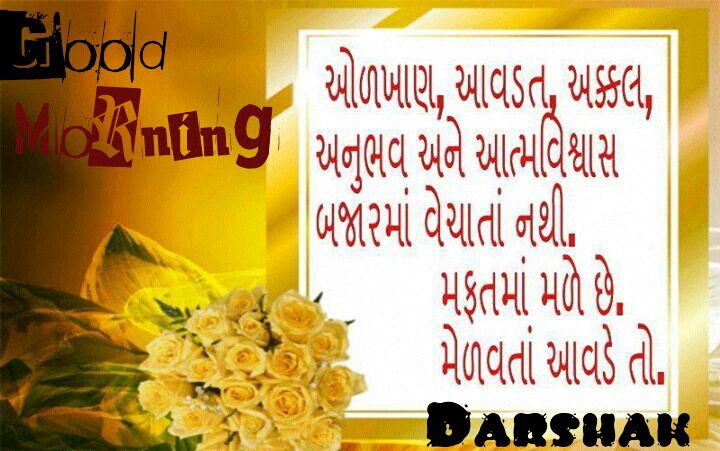 Good
Morning
ઓળખાણ, આવડત, અક્કલ,
અનુભવ અને આત્મવિશ્વાસ
બજારમાં વેચાતાં નથી.
મફતમાં મળે છે.
મેળવતાં આવડે તો.
DARSHAK